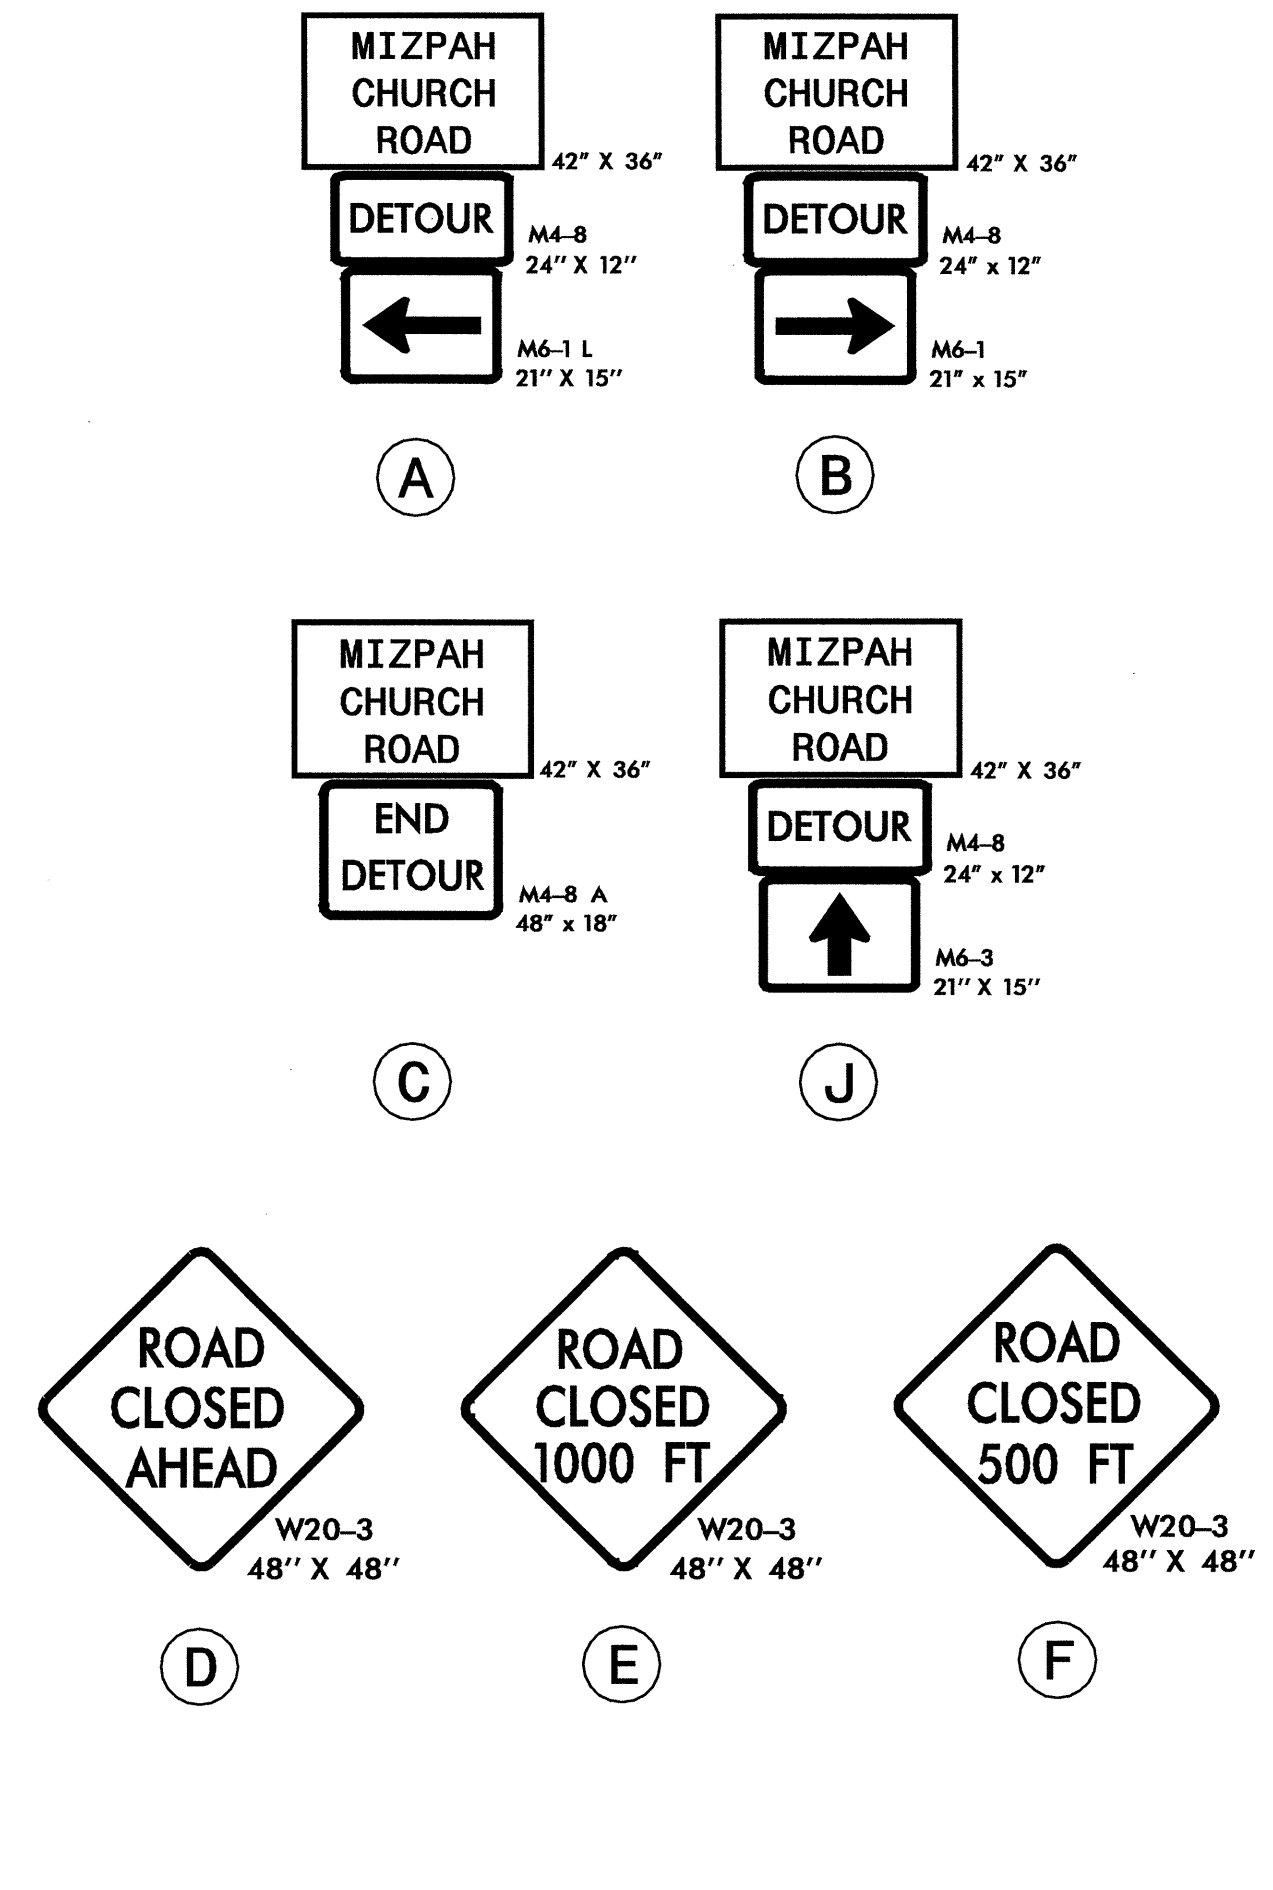 MIZPAH
CHURCH
ROAD
42" X 36"
DETOUR
M4-8
24" X 12"
M6-1 L
21" X 15"
A
MIZPAH
CHURCH
ROAD
42" X 36"
DETOUR
M4-8
24" x 12"
M6-1
21" x 15"
B
MIZPAH
CHURCH
ROAD
42" X 36"
END
DETOUR
M4-8 A
48" x 18"
C
MIZPAH
CHURCH
ROAD
42" X 36"
DETOUR
M4-8
24" x 12"
M6-3
21" X 15"
J
ROAD
CLOSED
AHEAD
W20-3
48" X 48"
D
ROAD
CLOSED
1000 FT
W20-3
48" X 48"
E
ROAD
CLOSED
500 FT
W20-3
48" X 48"
F